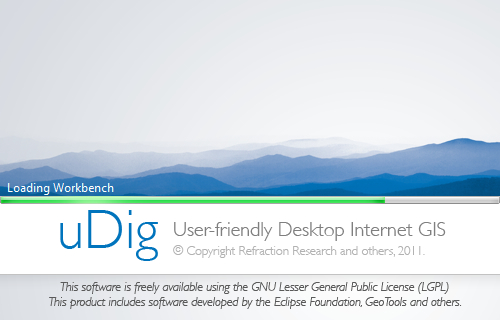 Loading Workbench
uDig
User-friendly Desktop Internet GIS
© Copyright Refraction Research and others, 2011.
This software is freely available using the GNU Lesser General Public License (LGPL)
This product includes software developed by the Eclipse Foundation, GeoTools and others.